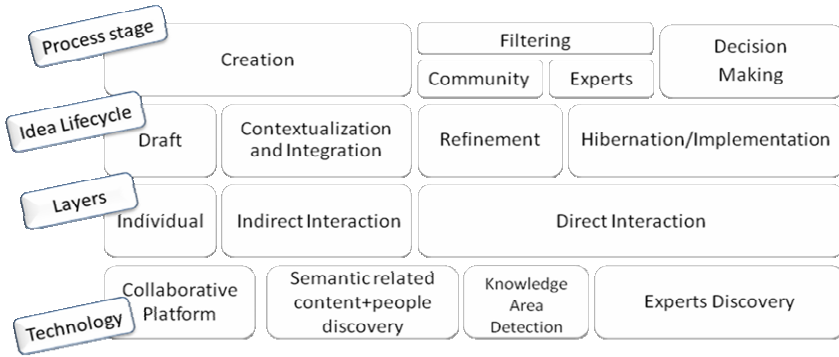 Process stage
Creation
Filtering
Community
Experts
Decision
Making
Idea Lifecycle
Draft
Contextualization
and Integration
Refinement
Hibernation/Implementation
Layers
Individual
Indirect Interaction
Direct Interaction
Technology
Collaborative
Platform
Semantic related
content+people
discovery
Knowledge
Area
Detection
Experts Discovery